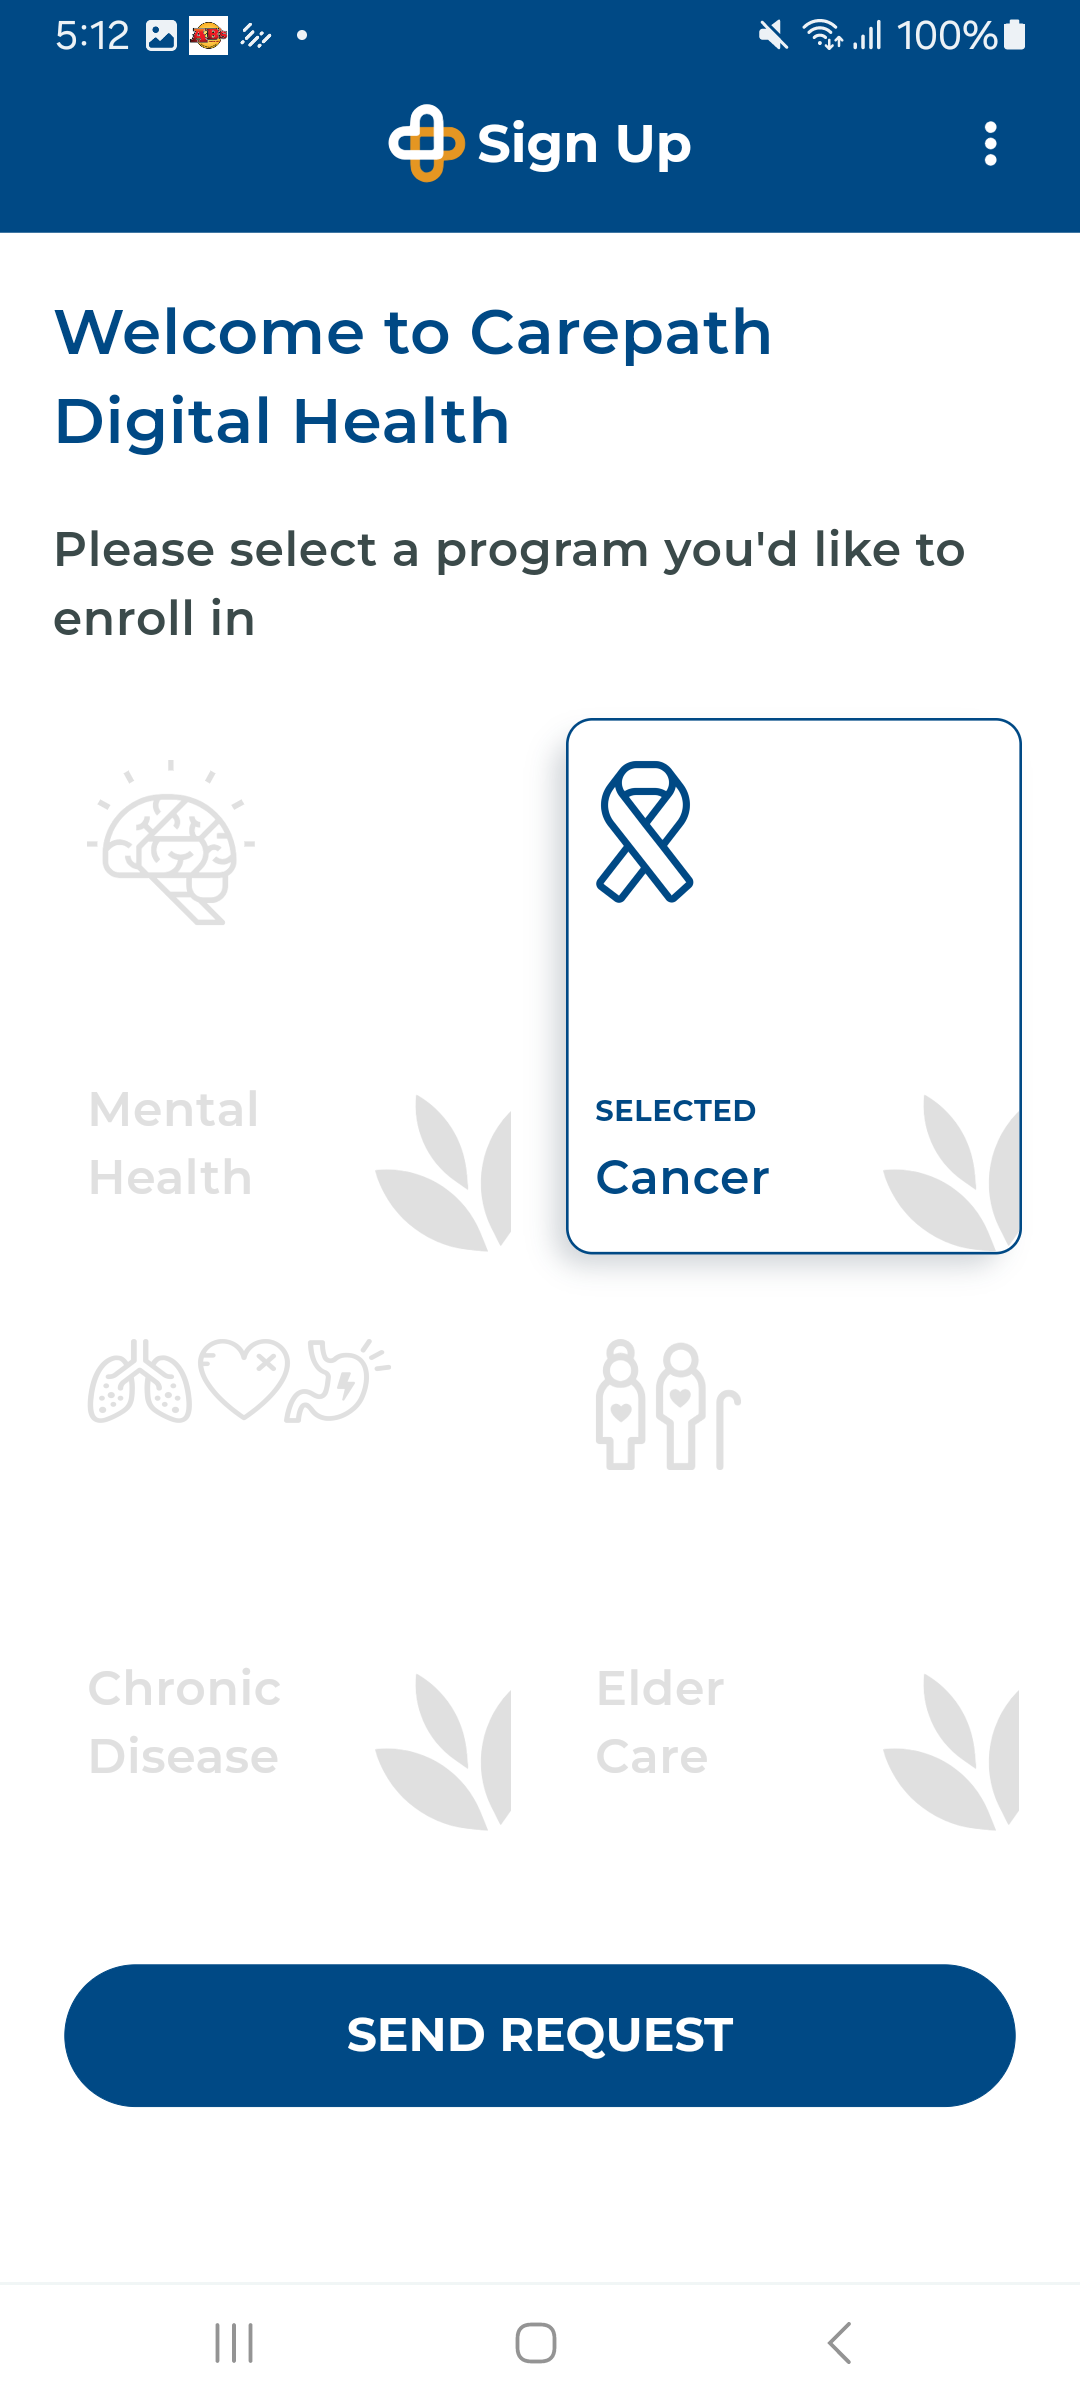 5:12
100%
Sign Up
Welcome to Carepath
Digital Health
Please select a program you'd like to
enroll in
Mental
Health
SELECTED
Cancer
Chronic
Disease
Elder
Care
SEND REQUEST